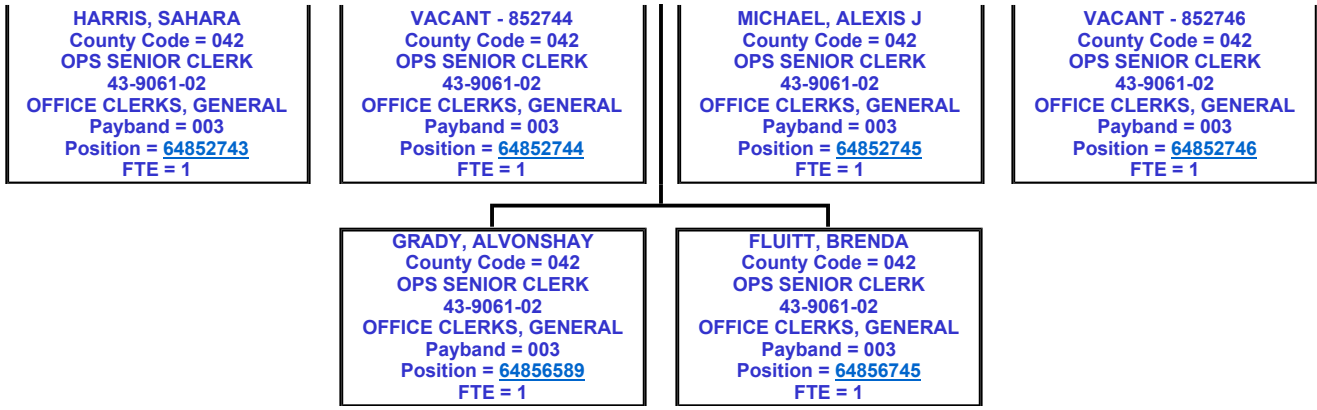 HARRIS, SAHARA
County Code = 042
OPS SENIOR CLERK
43-9061-02
OFFICE CLERKS, GENERAL
Payband = 003
Position = 64852743
FTE = 1
VACANT - 852744
County Code = 042
OPS SENIOR CLERK
43-9061-02
OFFICE CLERKS, GENERAL
Payband = 003
Position = 64852744
FTE = 1
MICHAEL, ALEXIS J
County Code = 042
OPS SENIOR CLERK
43-9061-02
OFFICE CLERKS, GENERAL
Payband = 003
Position = 64852745
FTE = 1
VACANT - 852746
County Code = 042
OPS SENIOR CLERK
43-9061-02
OFFICE CLERKS, GENERAL
Payband = 003
Position = 64852746
FTE = 1
GRADY, ALVONSHAY
County Code = 042
OPS SENIOR CLERK
43-9061-02
OFFICE CLERKS, GENERAL
Payband = 003
Position = 64856589
FTE = 1
FLUITT, BRENDA
County Code = 042
OPS SENIOR CLERK
43-9061-02
OFFICE CLERKS, GENERAL
Payband = 003
Position = 64856745
FTE = 1